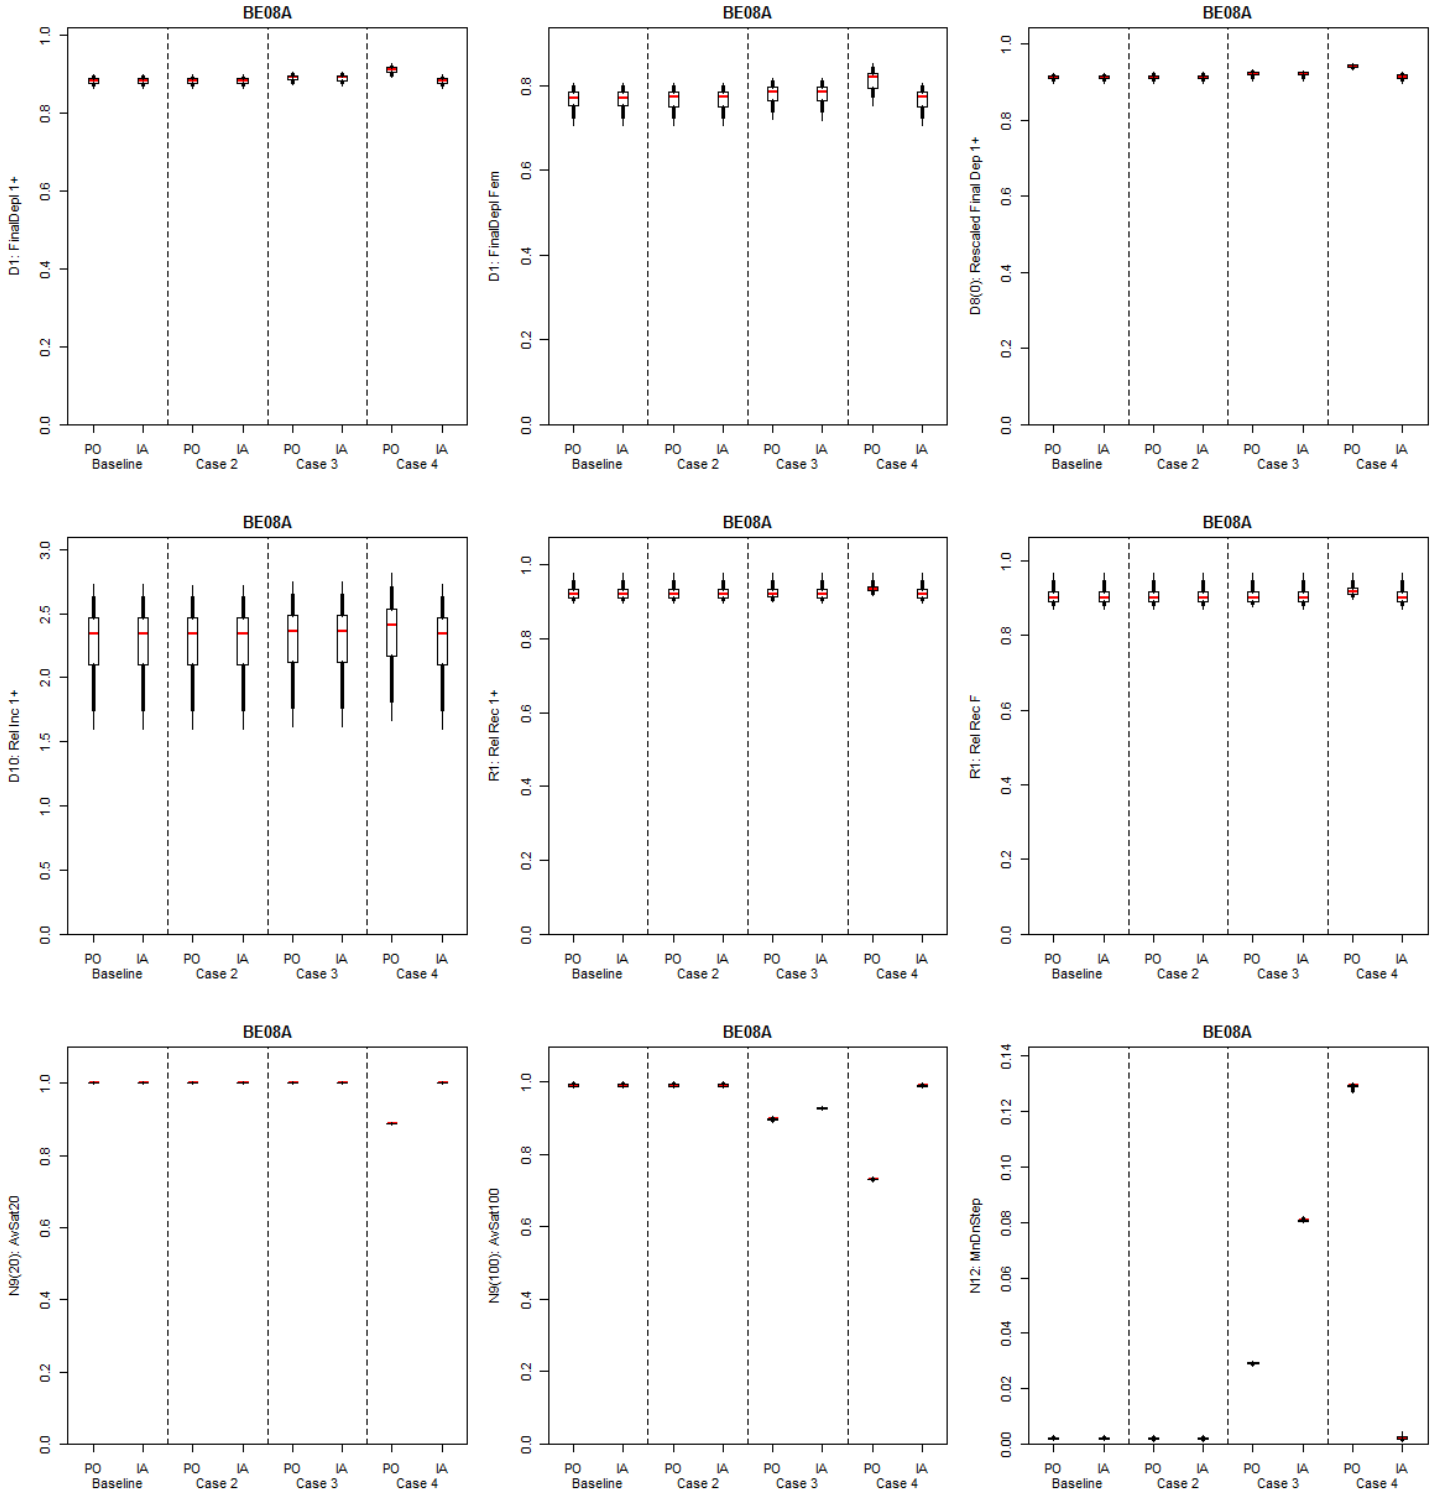 BE08A
D1: FinalDepl 1+
0.0 0.2 0.4 0.6 0.8 1.0
PO IA PO IA PO IA PO IA
Baseline Case 2 Case 3 Case 4
BE08A
D1: FinalDepl Fem
0.0 0.2 0.4 0.6 0.8
PO IA PO IA PO IA PO IA
Baseline Case 2 Case 3 Case 4
BE08A
D8(0): Rescaled Final Dep 1+
0.0 0.2 0.4 0.6 0.8 1.0
PO IA PO IA PO IA PO IA
Baseline Case 2 Case 3 Case 4
BE08A
D10: Rel Inc 1+
0.0 0.5 1.0 1.5 2.0 2.5 3.0
PO IA PO IA PO IA PO IA
Baseline Case 2 Case 3 Case 4
BE08A
R1: Rel Rec 1+
0.0 0.2 0.4 0.6 0.8 1.0
PO IA PO IA PO IA PO IA
Baseline Case 2 Case 3 Case 4
BE08A
R1: Rel Rec F
0.0 0.2 0.4 0.6 0.8 1.0
PO IA PO IA PO IA PO IA
Baseline Case 2 Case 3 Case 4
BE08A
N9(20): AvSat20
0.0 0.2 0.4 0.6 0.8 1.0
PO IA PO IA PO IA PO IA
Baseline Case 2 Case 3 Case 4
BE08A
N9(100): AvSat100
0.0 0.2 0.4 0.6 0.8 1.0
PO IA PO IA PO IA PO IA
Baseline Case 2 Case 3 Case 4
BE08A
N12: MnDnStep
0.00 0.02 0.04 0.06 0.08 0.10 0.12 0.14
PO IA PO IA PO IA PO IA
Baseline Case 2 Case 3 Case 4